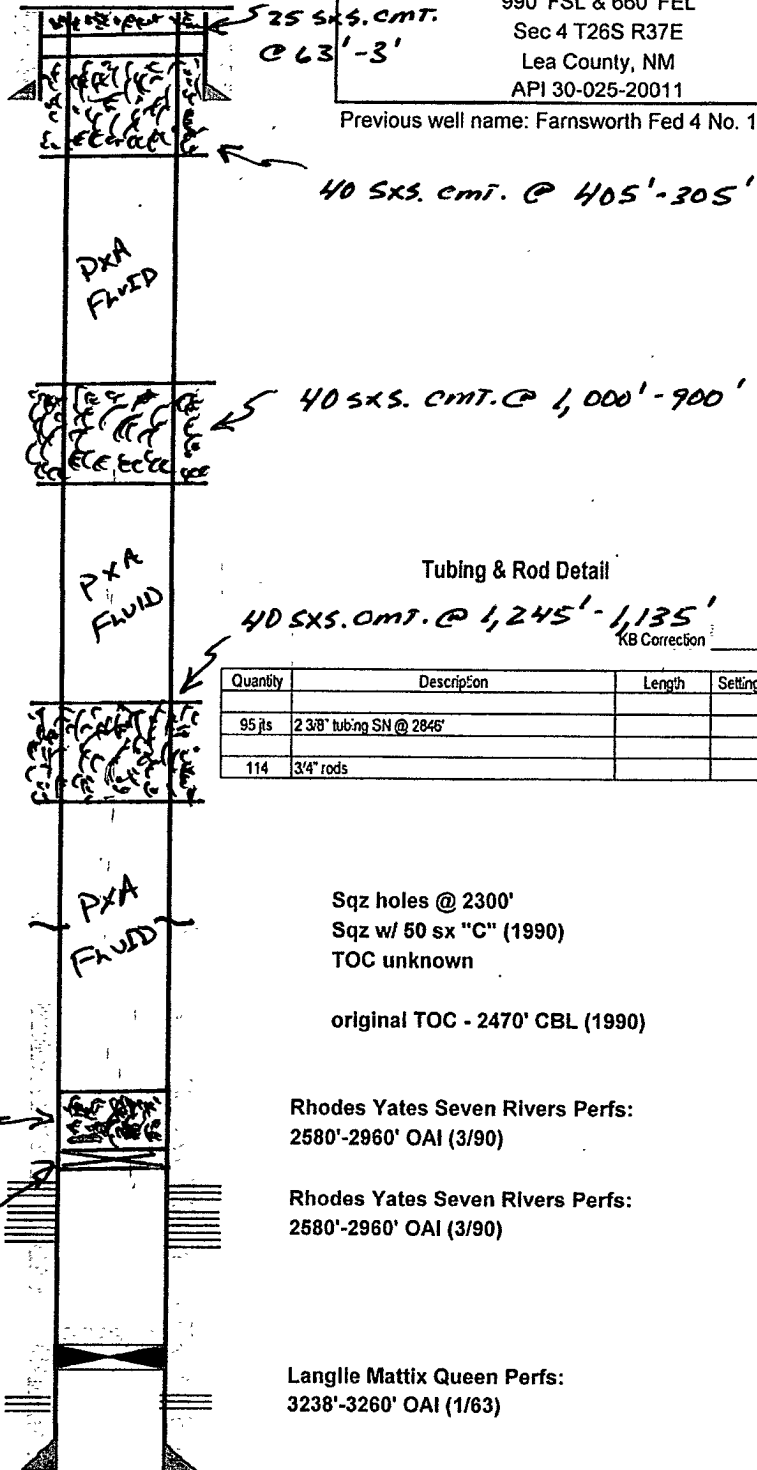 25 SXS. CMT.
@ 63'-3'
990' FSL & 660' FEL
Sec 4 T26S R37E
Lea County, NM
API 30-025-20011
Previous well name: Farnsworth Fed 4 No. 1
40 SXS. CMT. @ 405'-305'
PXA
FLUID
40 SXS. CMT. @ 1,000'-900'
PXA
FLUID
Tubing & Rod Detail
40 SXS. CMT. @ 1,245'-1,135'
KB Correction
Quantity Description Length Setting
95 jts 2 3/8" tubing SN @ 2846'
114 3/4" rods
PXA
FLUID
Sqz holes @ 2300'
Sqz w/ 50 sx "C" (1990)
TOC unknown
original TOC - 2470' CBL (1990)
Rhodes Yates Seven Rivers Perfs:
2580'-2960' OAI (3/90)
Rhodes Yates Seven Rivers Perfs:
2580'-2960' OAI (3/90)
Langlie Mattix Queen Perfs:
3238'-3260' OAI (1/63)